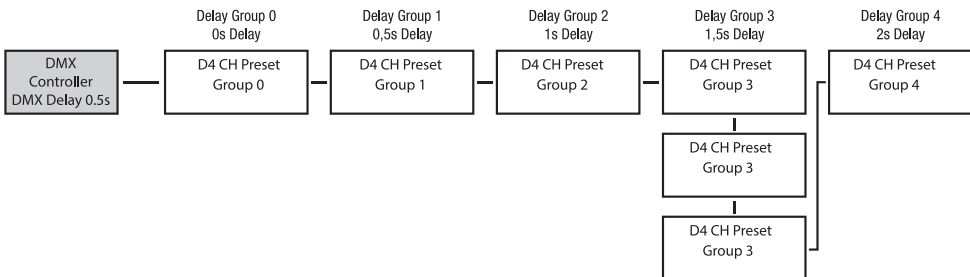 Delay Group 0
0s Delay
Delay Group 1
0,5s Delay
Delay Group 2
1s Delay
Delay Group 3
1,5s Delay
Delay Group 4
2s Delay
DMX
Controller
DMX Delay 0.5s
D4 CH Preset
Group 0
D4 CH Preset
Group 1
D4 CH Preset
Group 2
D4 CH Preset
Group 3
D4 CH Preset
Group 4
D4 CH Preset
Group 3
D4 CH Preset
Group 3